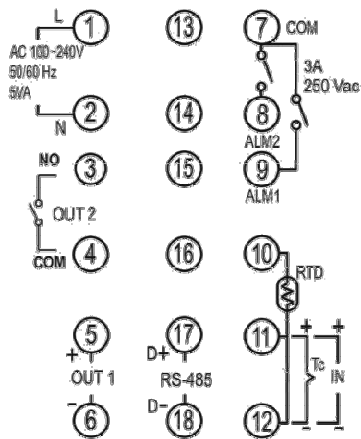 L 1 13 7 COM
AC 100~240V
50/60 Hz
5VA
3A
250 Vac
N 2 14 8
ALM2
NO 3 15 9
ALM1
OUT 2
COM 4 16 10
RTD
5 17 11 + +
+ D+
OUT 1 RS-485 Tc IN
− D−
6 18 12 − −